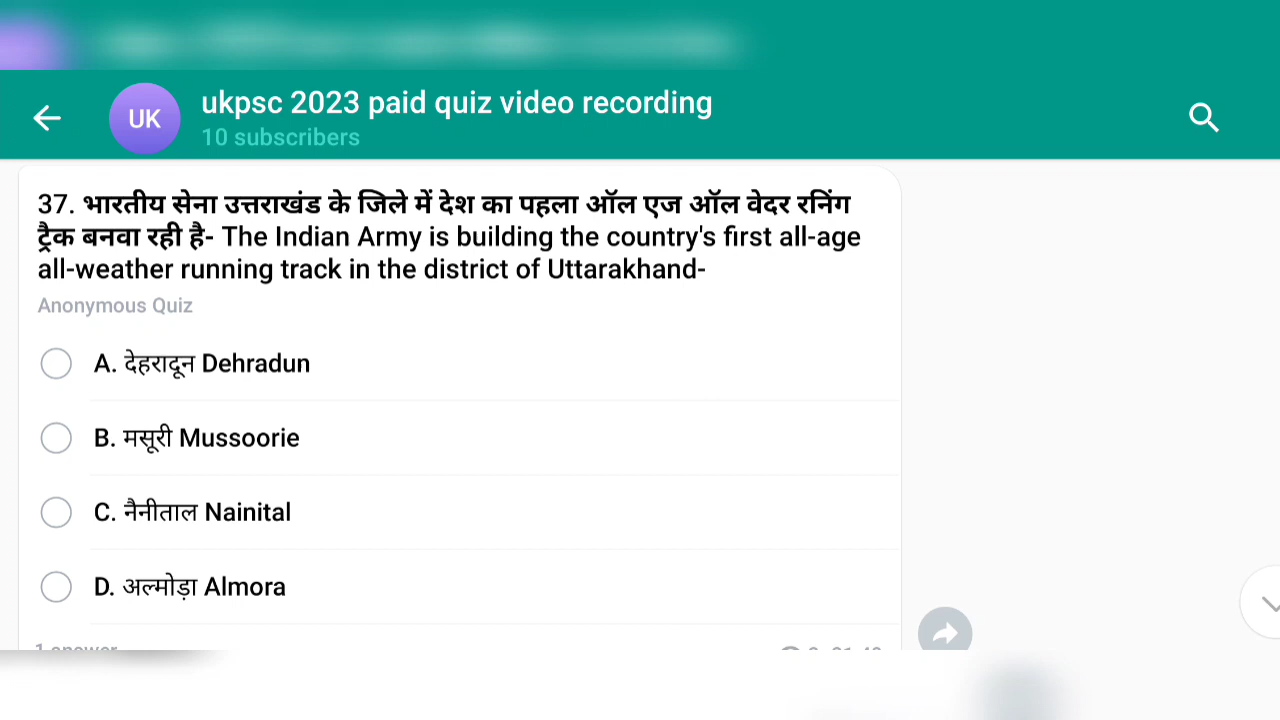 UK
ukpsc 2023 paid quiz video recording
10 subscribers
37. भारतीय सेना उत्तराखंड के जिले में देश का पहला ऑल एज ऑल वेदर रनिंग
ट्रैक बनवा रही है- The Indian Army is building the country's first all-age
all-weather running track in the district of Uttarakhand-
Anonymous Quiz
A. देहरादून Dehradun
B. मसूरी Mussoorie
C. नैनीताल Nainital
D. अल्मोड़ा Almora
1 answer